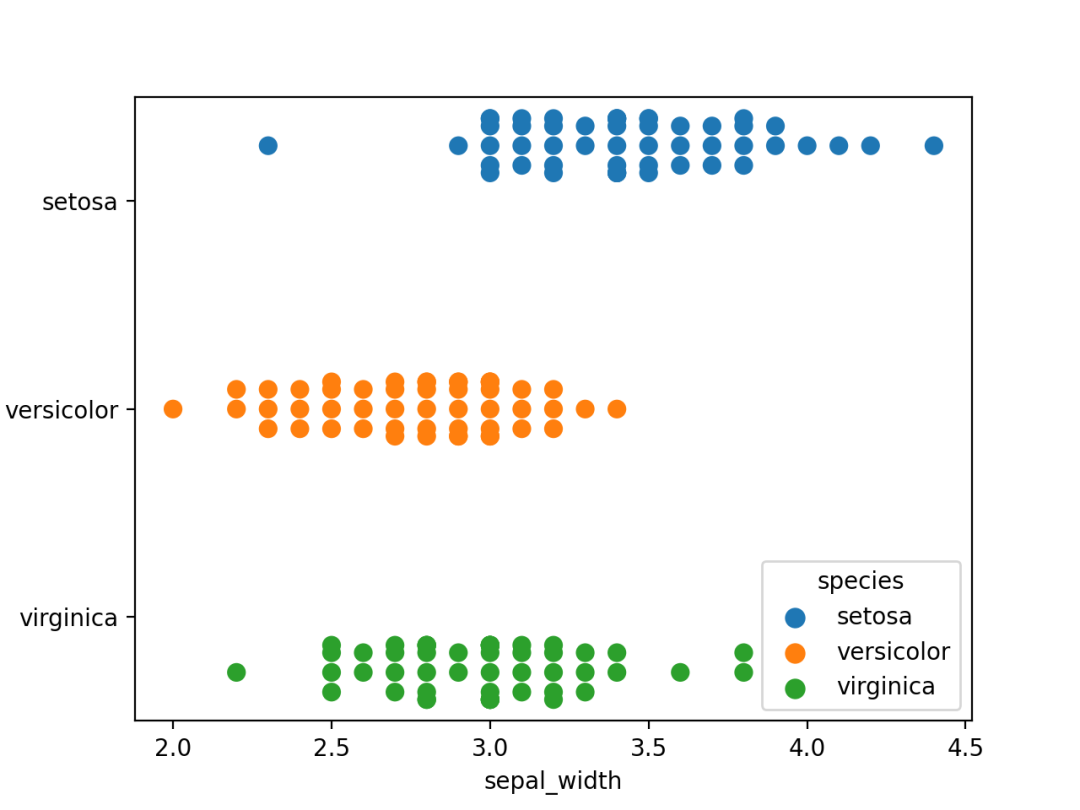 setosa
versicolor
virginica
species
setosa
versicolor
virginica
2.0 2.5 3.0 3.5 4.0 4.5
sepal_width